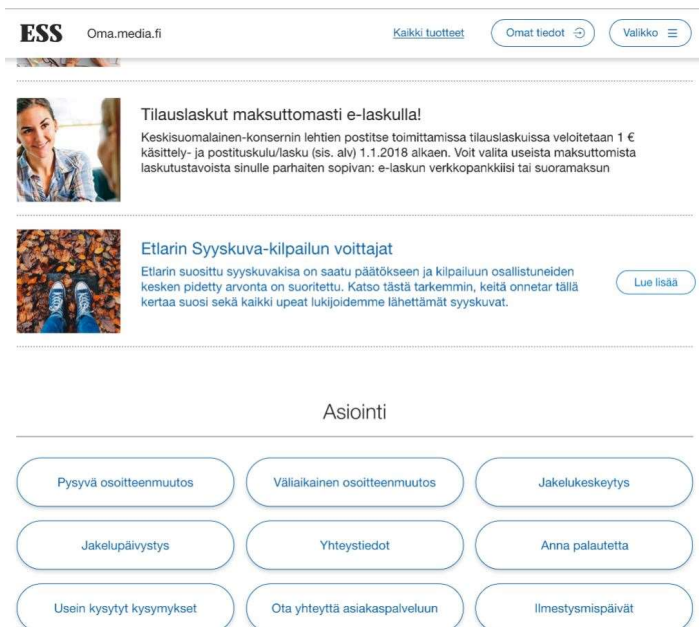 ESS
Oma.media.fi
Kaikki tuotteet
Omat tiedot
Valikko
Tilauslaskut maksuttomasti e-laskulla!
Keskisuomalainen-konsernin lehtien postitse toimittamissa tilauslaskuissa veloitetaan 1 €
käsittely- ja postituskulu/lasku (sis. alv) 1.1.2018 alkaen. Voit valita useista maksuttomista
laskutustavoista sinulle parhaiten sopivan: e-laskun verkkopankkiisi tai suoramaksun
Etlarin Syyskuva-kilpailun voittajat
Etlarin suosittu syyskuvakisa on saatu päätökseen ja kilpailuun osallistuneiden
kesken pidetty arvonta on suoritettu. Katso tästä tarkemmin, keitä onnetar tällä
kertaa suosi sekä kaikki upeat lukijoidemme lähettämät syyskuvat.
Lue lisää
Asiointi
Pysyvä osoitteenmuutos
Väliaikainen osoitteenmuutos
Jakelukeskeytys
Jakelupäivystys
Yhteystiedot
Anna palautetta
Usein kysytyt kysymykset
Ota yhteyttä asiakaspalveluun
Ilmestysmispäivät